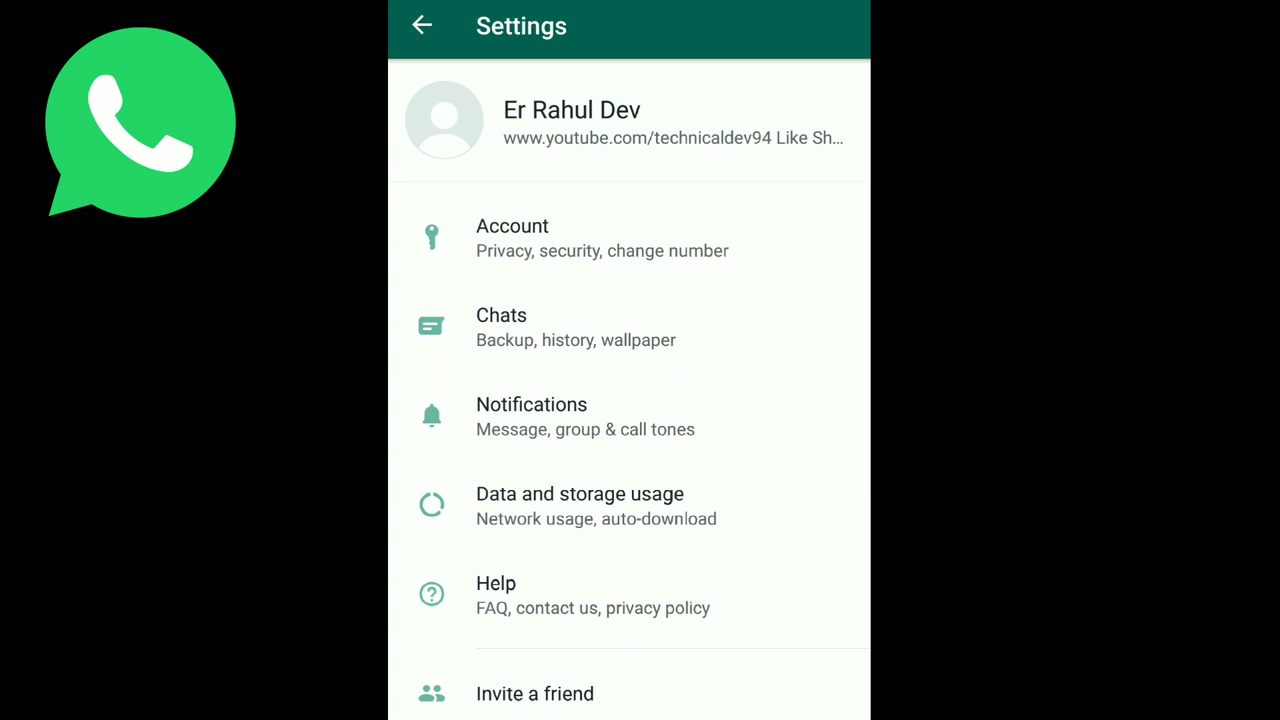 Settings
Er Rahul Dev
www.youtube.com/technicaldev94 Like Sh...
Account
Privacy, security, change number
Chats
Backup, history, wallpaper
Notifications
Message, group & call tones
Data and storage usage
Network usage, auto-download
Help
FAQ, contact us, privacy policy
Invite a friend